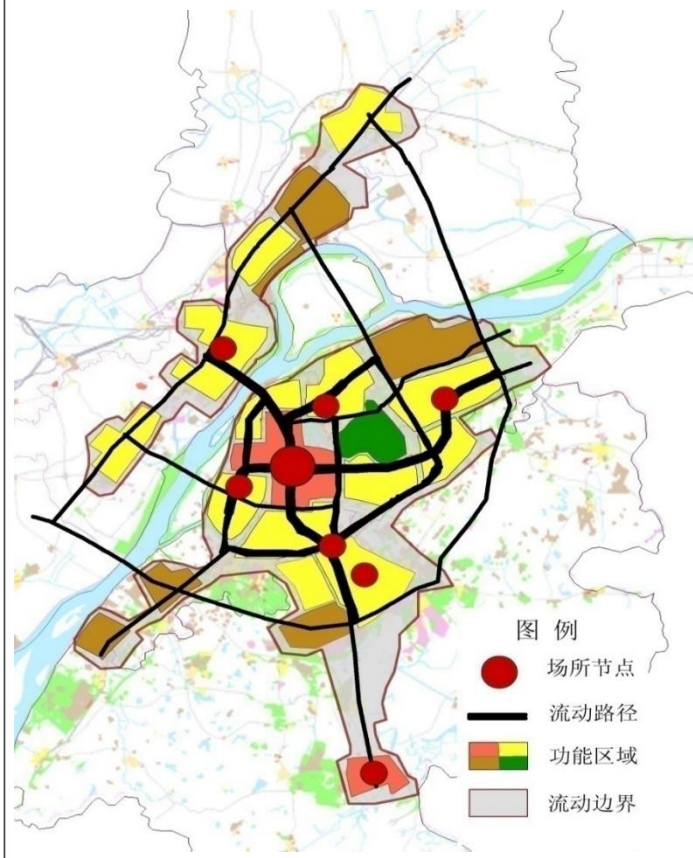 图 例
场所节点
流动路径
功能区域
流动边界